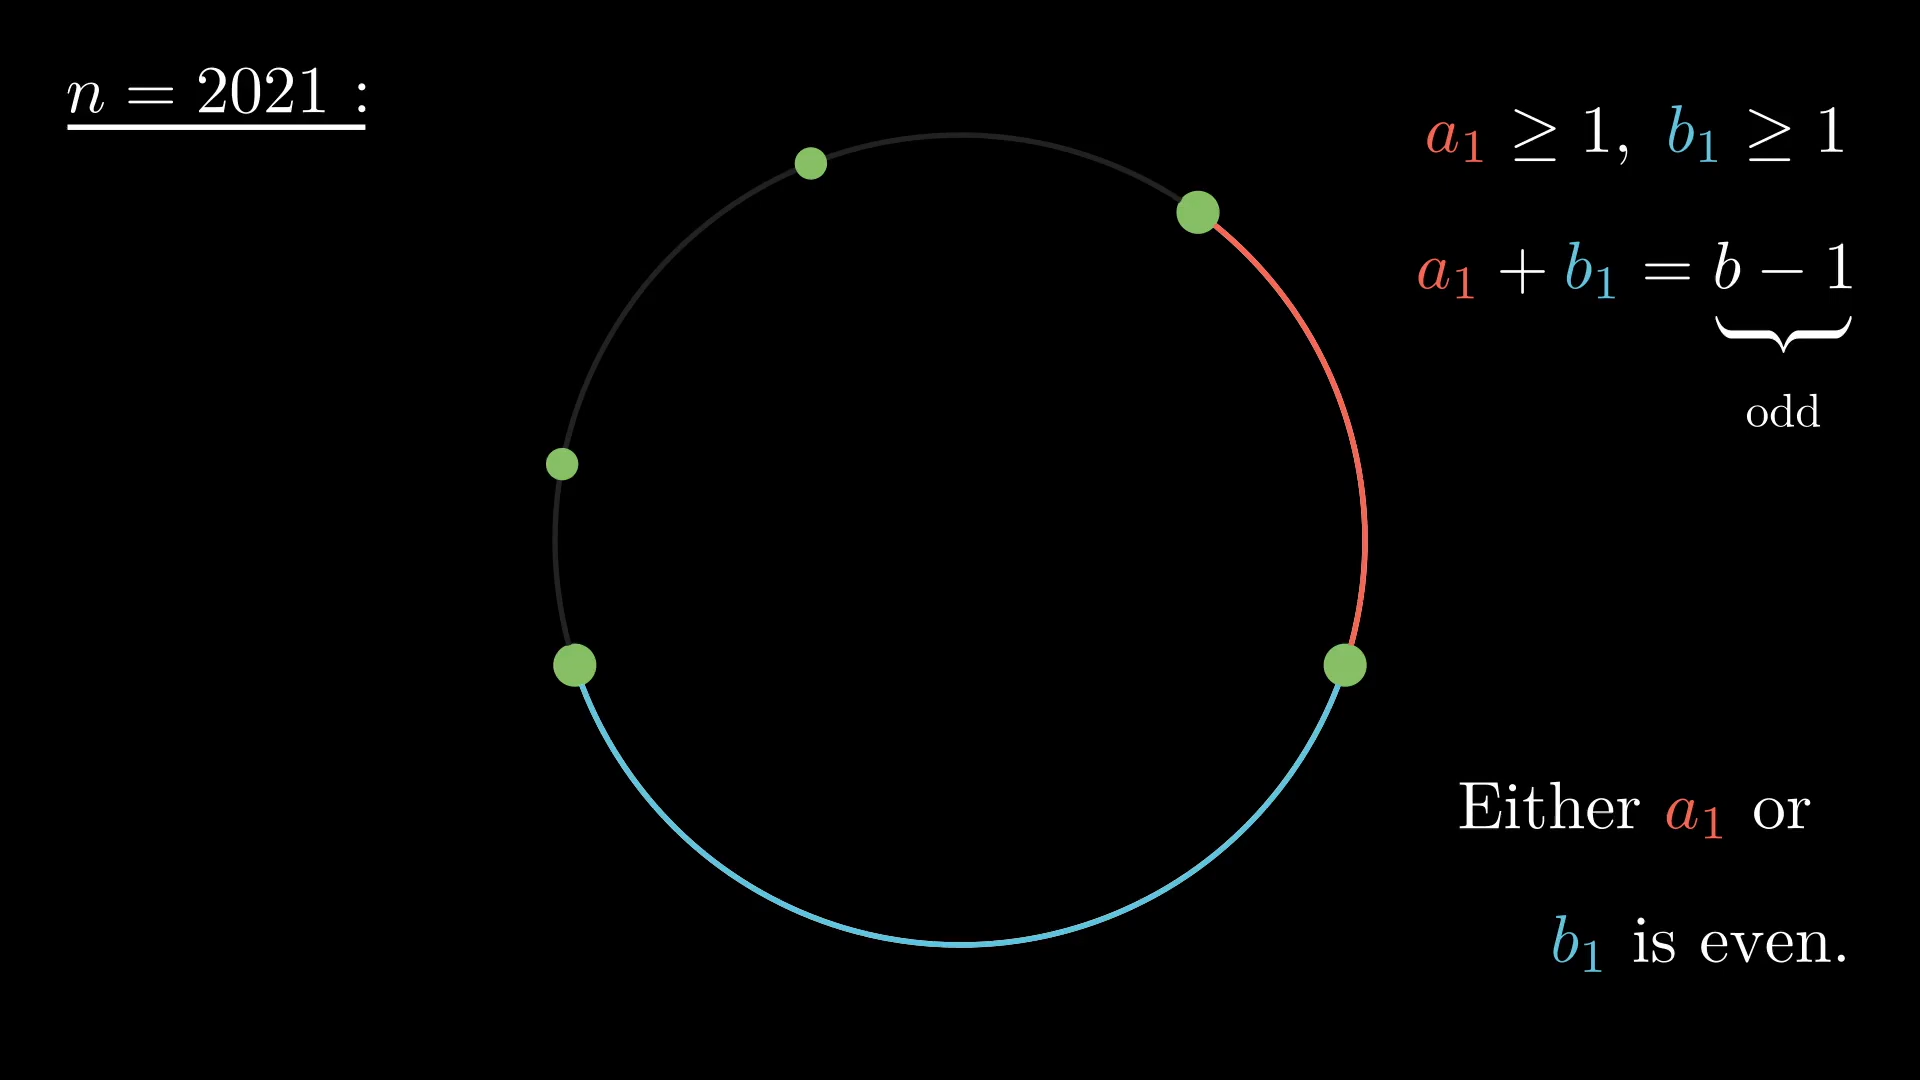 n = 2021 :
a₁ ≥ 1, b₁ ≥ 1
a₁ + b₁ = b − 1
odd
Either a₁ or
b₁ is even.